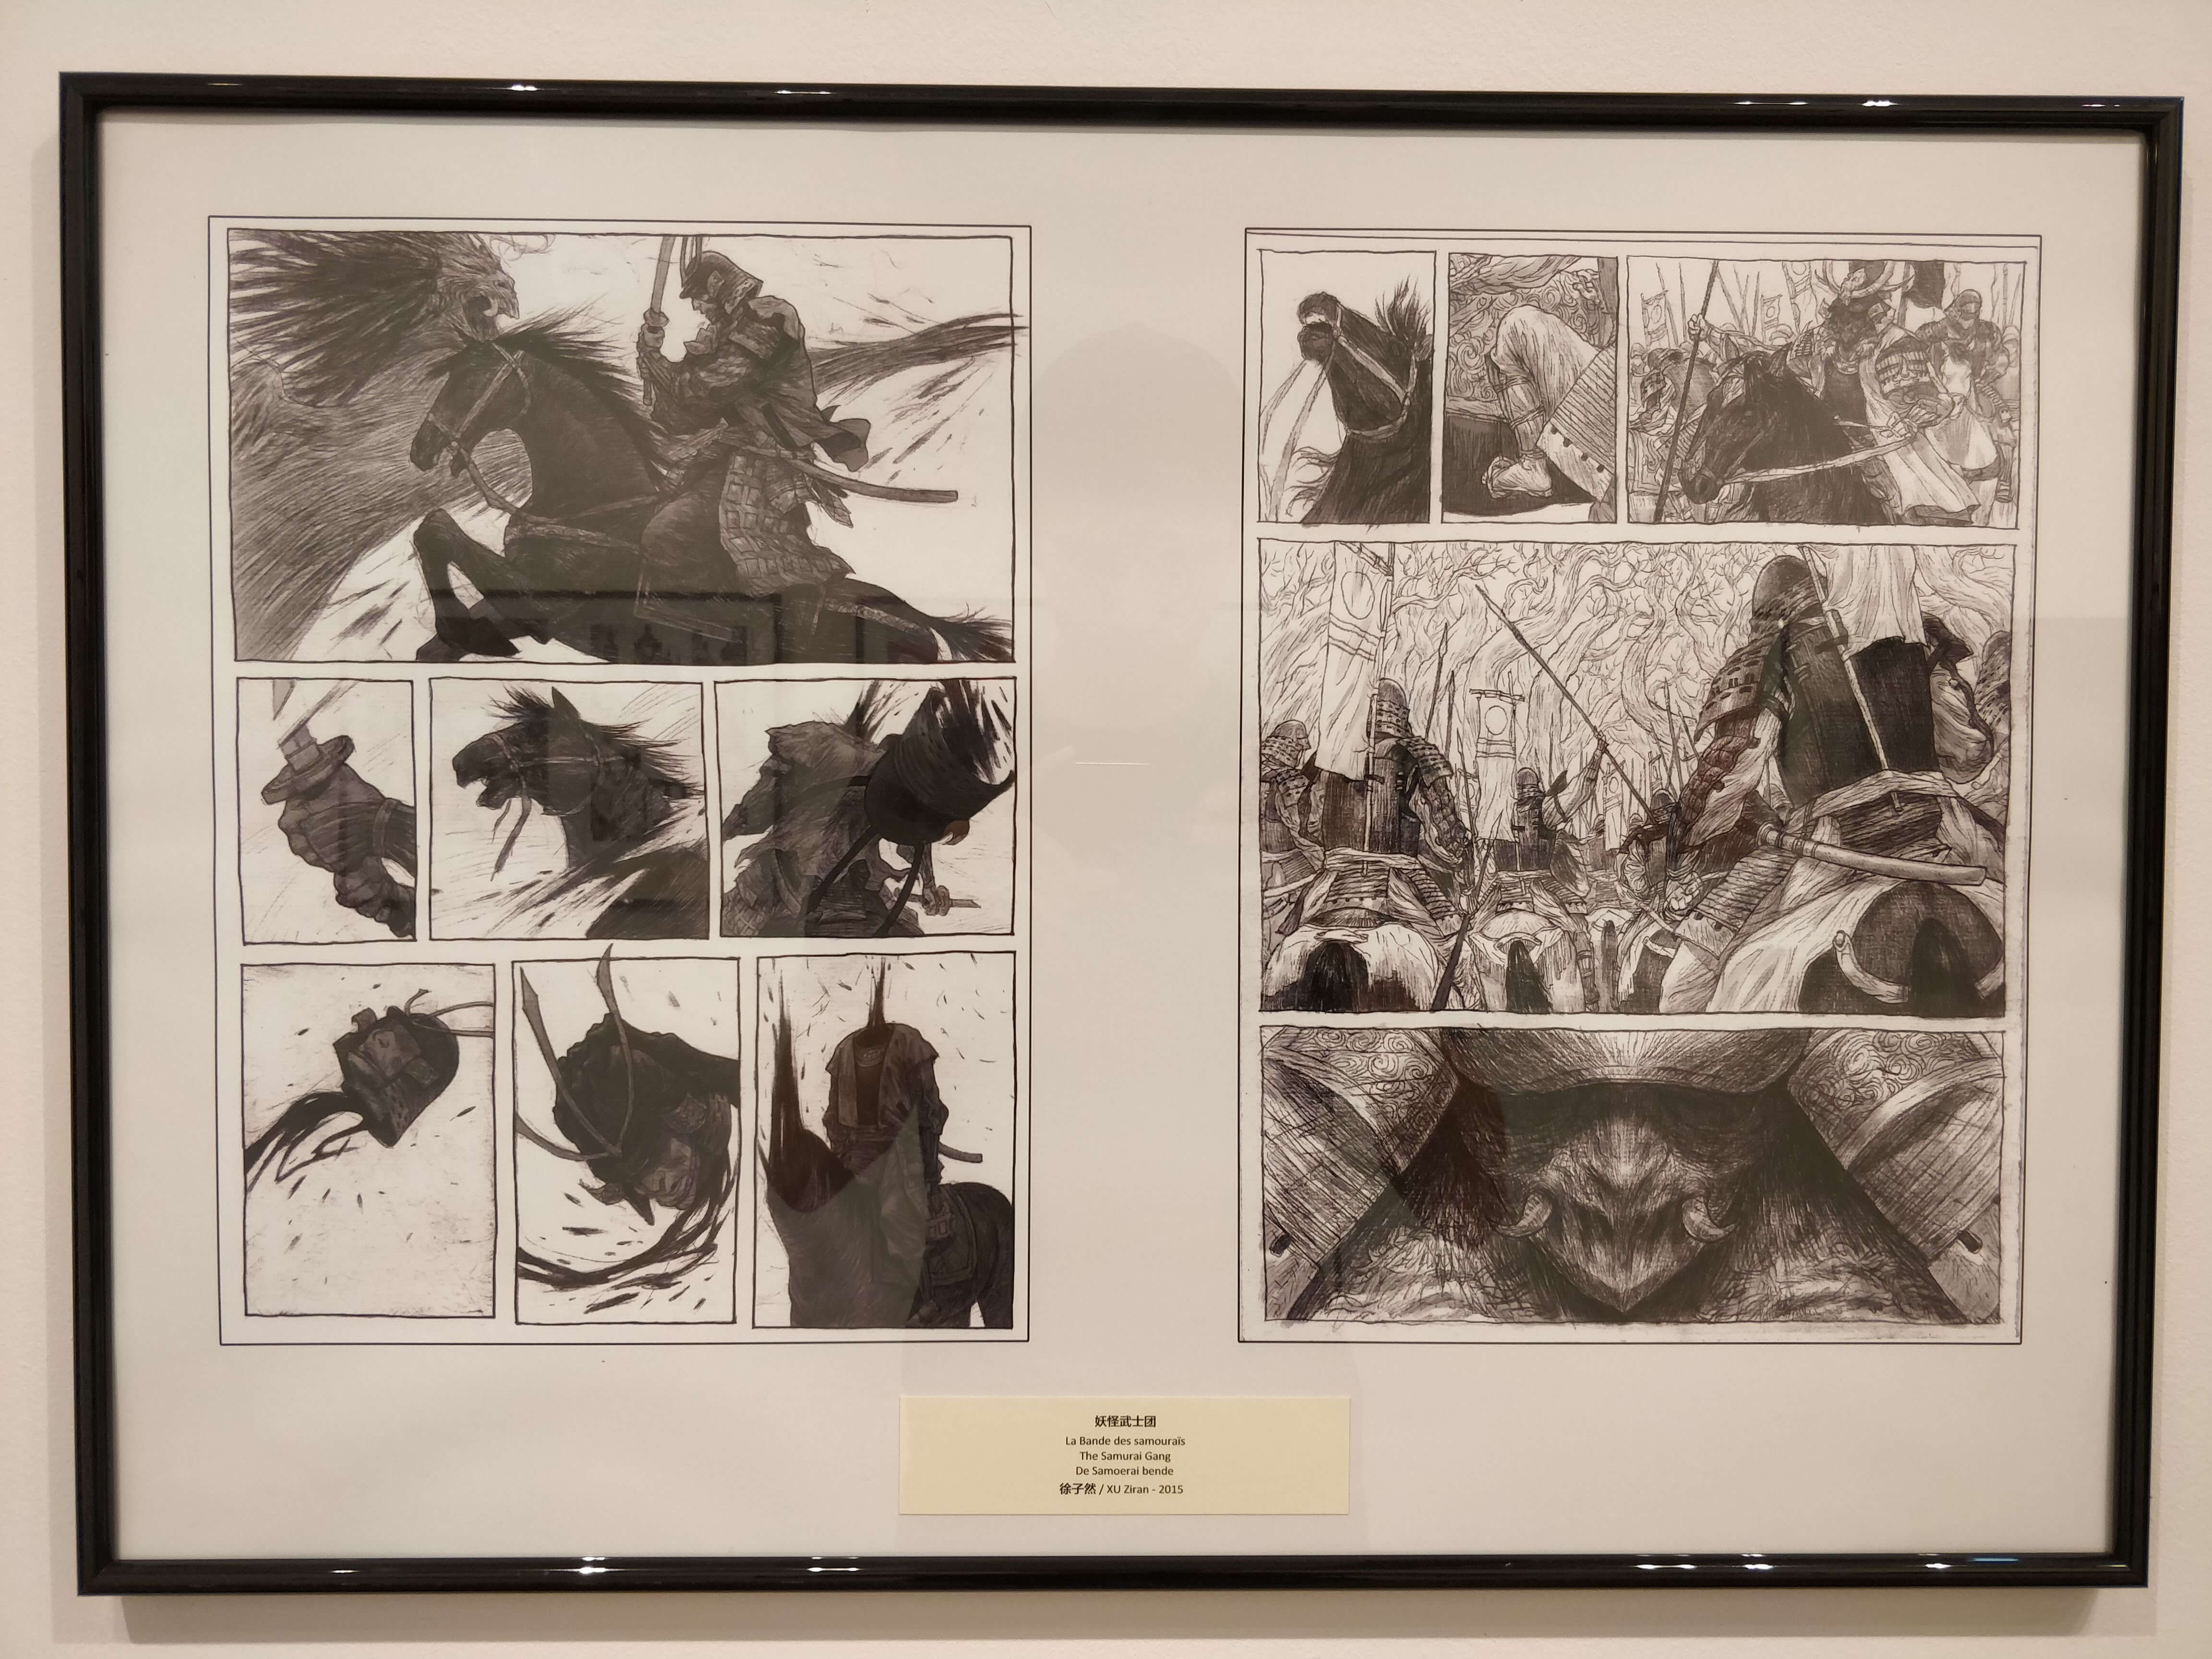 妖怪武士团
La Bande des samouraïs
The Samurai Gang
De Samoerai bende
徐子然 / XU Ziran - 2015